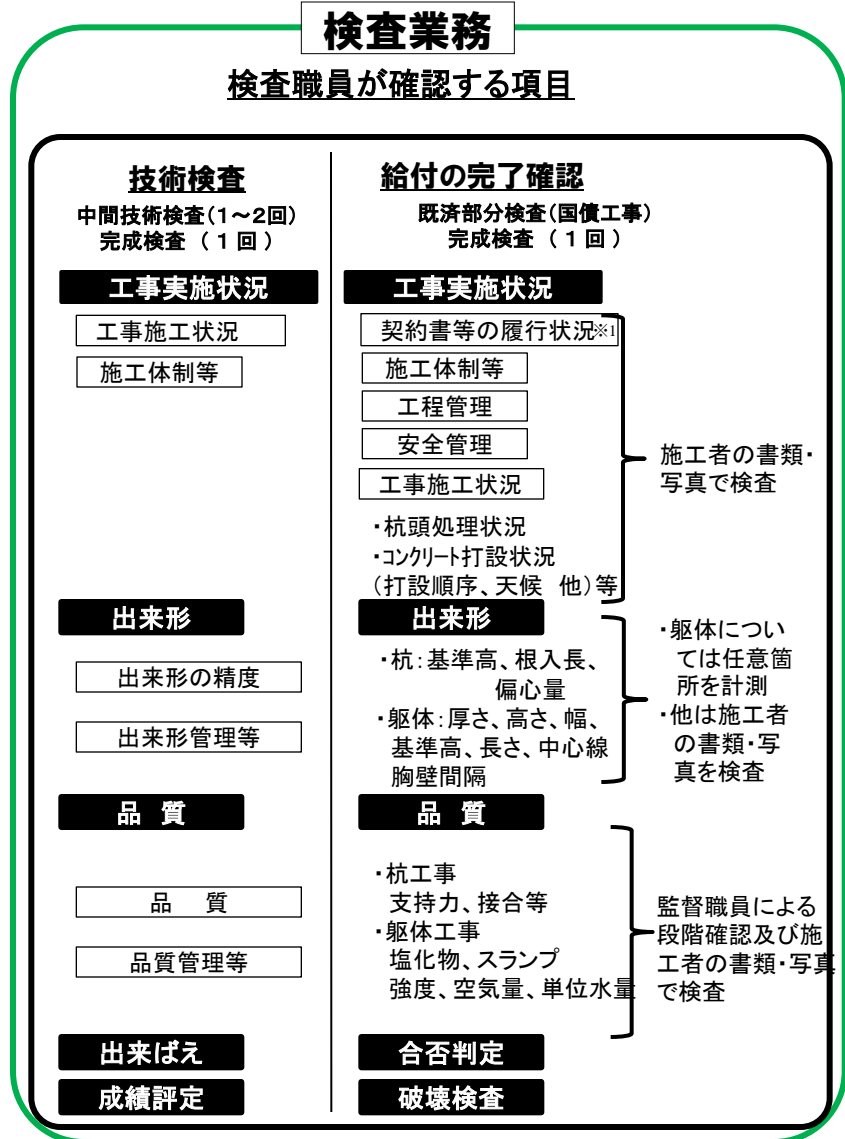 検査業務
検査職員が確認する項目
技術検査
中間技術検査(1～2回)
完成検査 ( 1 回 )
工事実施状況
工事施工状況
施工体制等
出来形
出来形の精度
出来形管理等
品 質
品 質
品質管理等
出来ばえ
成績評定
給付の完了確認
既済部分検査(国債工事)
完成検査 ( 1 回 )
工事実施状況
契約書等の履行状況※1
施工体制等
工程管理
安全管理
工事施工状況
・杭頭処理状況
・コンクリート打設状況
(打設順序、天候 他)等
施工者の書類・
写真で検査
出来形
・杭:基準高、根入長、
偏心量
・躯体:厚さ、高さ、幅、
基準高、長さ、中心線
胸壁間隔
・躯体につい
ては任意箇
所を計測
・他は施工者
の書類・写
真を検査
品 質
・杭工事
支持力、接合等
・躯体工事
塩化物、スランプ
強度、空気量、単位水量
監督職員による
段階確認及び施
工者の書類・写真
で検査
合否判定
破壊検査